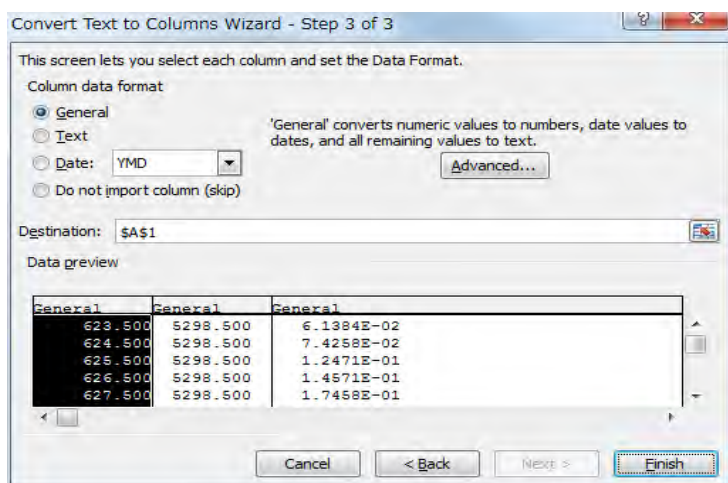 Convert Text to Columns Wizard - Step 3 of 3
This screen lets you select each column and set the Data Format.
Column data format
General
Text
Date: YMD
Do not import column (skip)
'General' converts numeric values to numbers, date values to
dates, and all remaining values to text.
Advanced...
Destination: $A$1
Data preview
General General General
623.500 5298.500 6.1384E-02
624.500 5298.500 7.4258E-02
625.500 5298.500 1.2471E-01
626.500 5298.500 1.4571E-01
627.500 5298.500 1.7458E-01
Cancel < Back Next > Finish